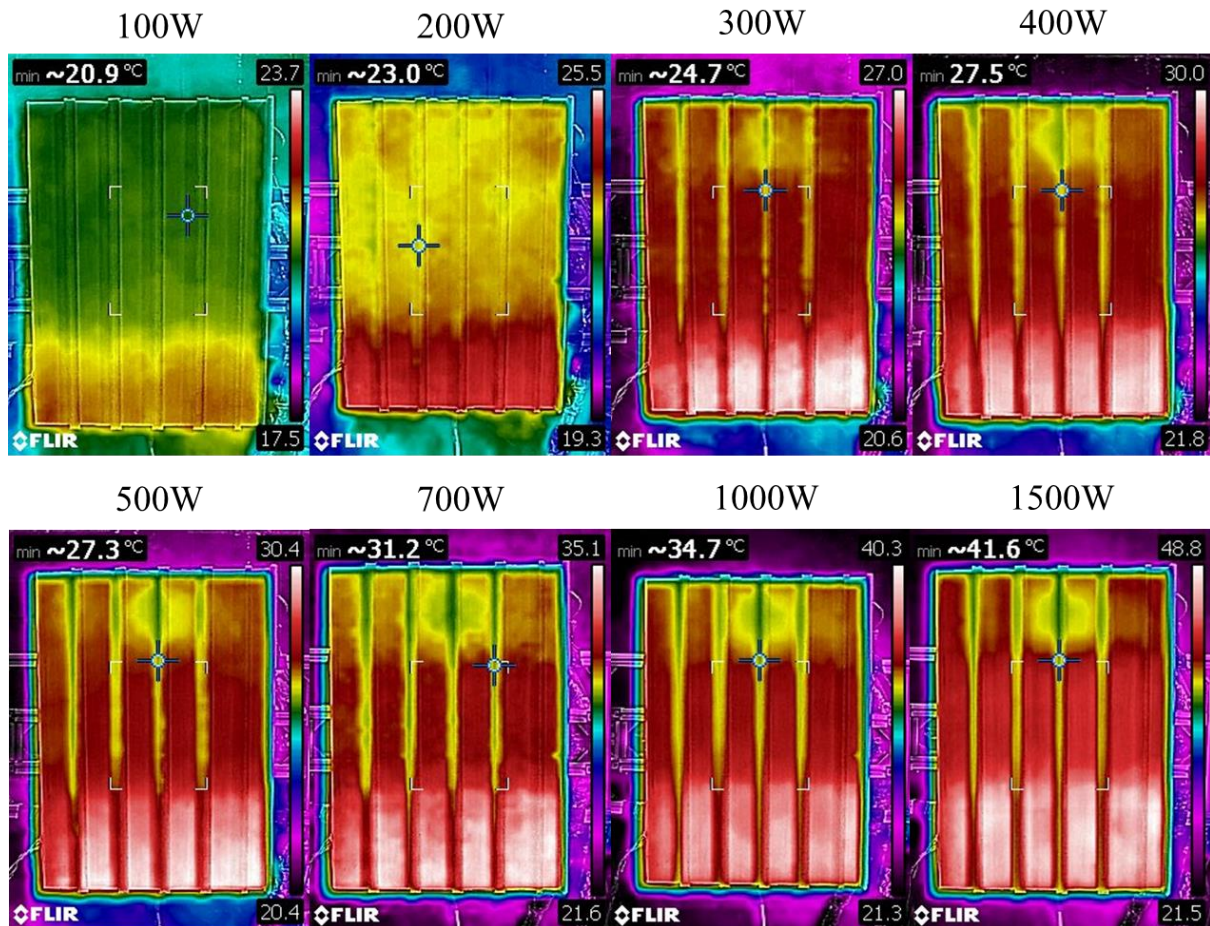 100W 200W 300W 400W
min ~20.9 °C 23.7 min ~23.0 °C 25.5 min ~24.7 °C 27.0 min 27.5 °C 30.0
FLIR 17.5 FLIR 19.3 FLIR 20.6 FLIR 21.8
500W 700W 1000W 1500W
min ~27.3 °C 30.4 min ~31.2 °C 35.1 min ~34.7 °C 40.3 min ~41.6 °C 48.8
FLIR 20.4 FLIR 21.6 FLIR 21.3 FLIR 21.5